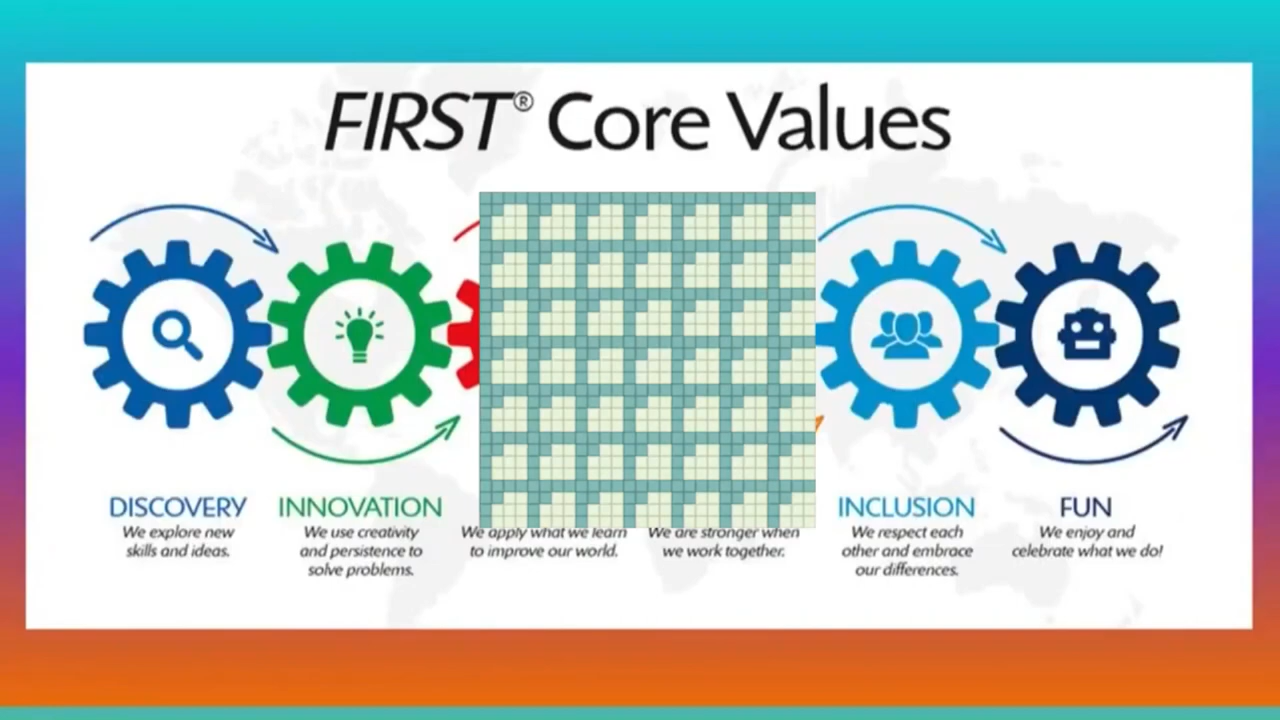 FIRST® Core Values
DISCOVERY
We explore new
skills and ideas.
INNOVATION
We use creativity
and persistence to
solve problems.
We apply what we learn
to improve our world.
We are stronger when
we work together.
INCLUSION
We respect each
other and embrace
our differences.
FUN
We enjoy and
celebrate what we do!